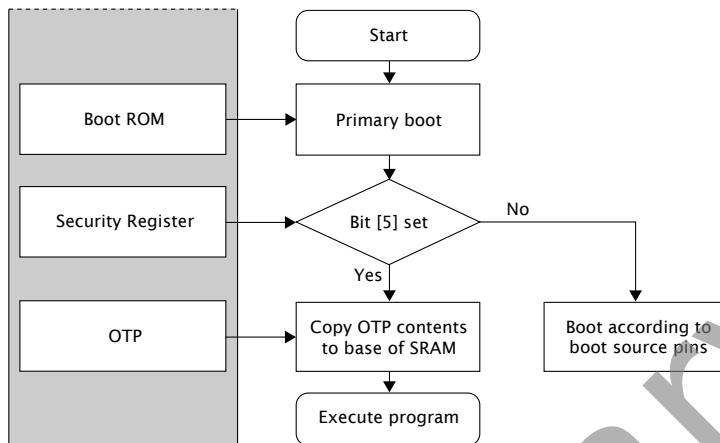 Start
Boot ROM
Primary boot
Security Register
Bit [5] set
No
Yes
OTP
Copy OTP contents
to base of SRAM
Boot according to
boot source pins
Execute program